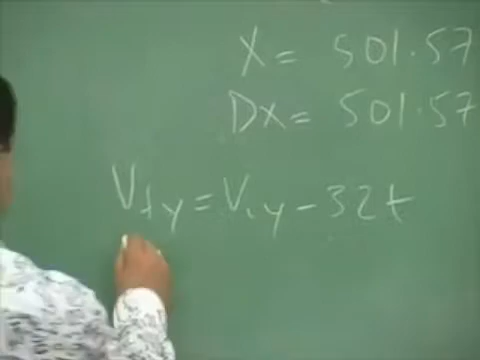 X = 501.57
Dx = 501.57
Vfy = Viy - 32t